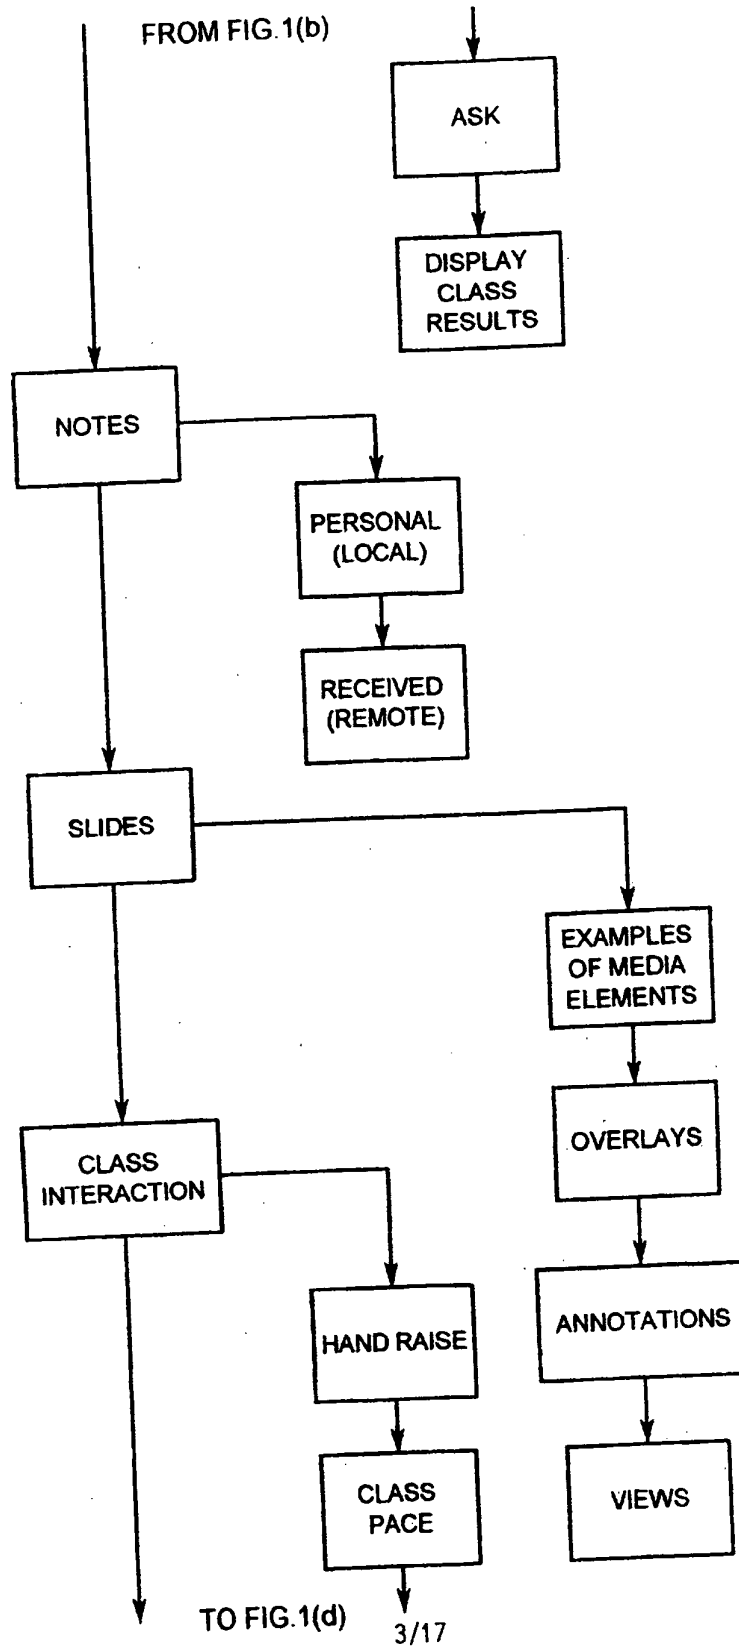 FROM FIG.1(b)
ASK
DISPLAY
CLASS
RESULTS
NOTES
PERSONAL
(LOCAL)
RECEIVED
(REMOTE)
SLIDES
EXAMPLES
OF MEDIA
ELEMENTS
OVERLAYS
CLASS
INTERACTION
ANNOTATIONS
HAND RAISE
VIEWS
CLASS
PACE
TO FIG.1(d)
3/17